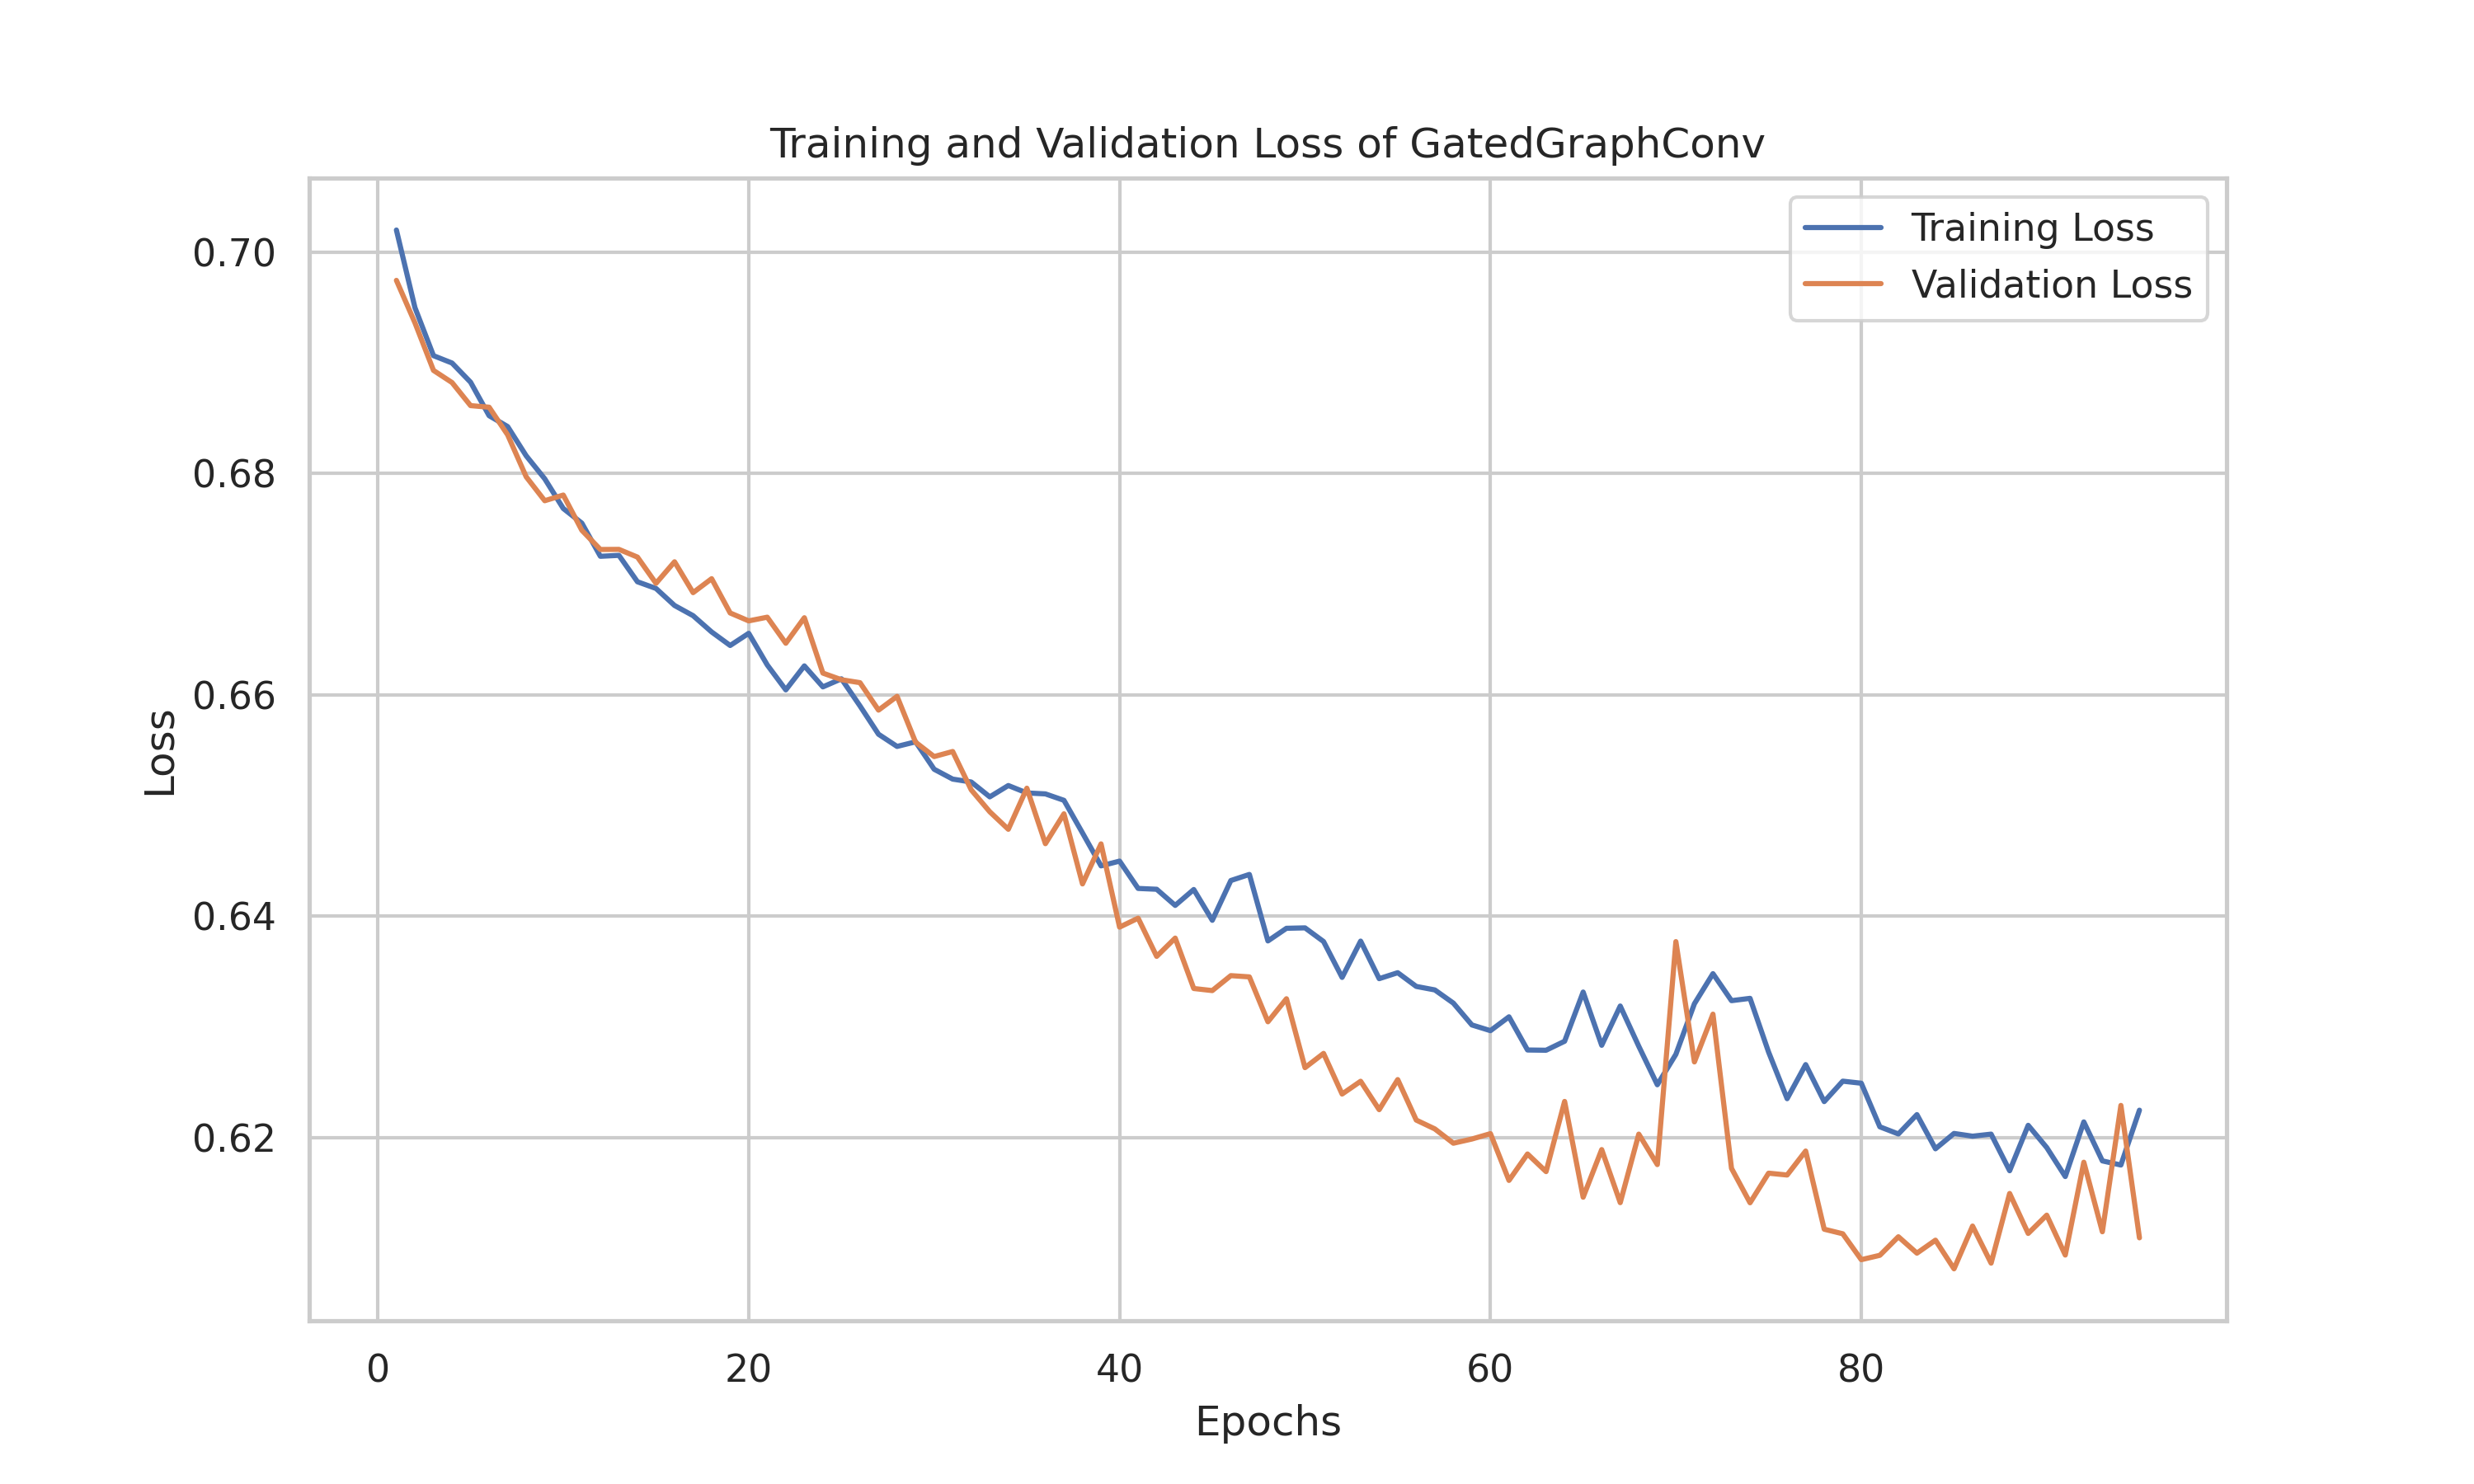 Training and Validation Loss of GatedGraphConv
Training Loss
Validation Loss
0.70
0.68
0.66
0.64
0.62
Loss
0
20
40
60
80
Epochs